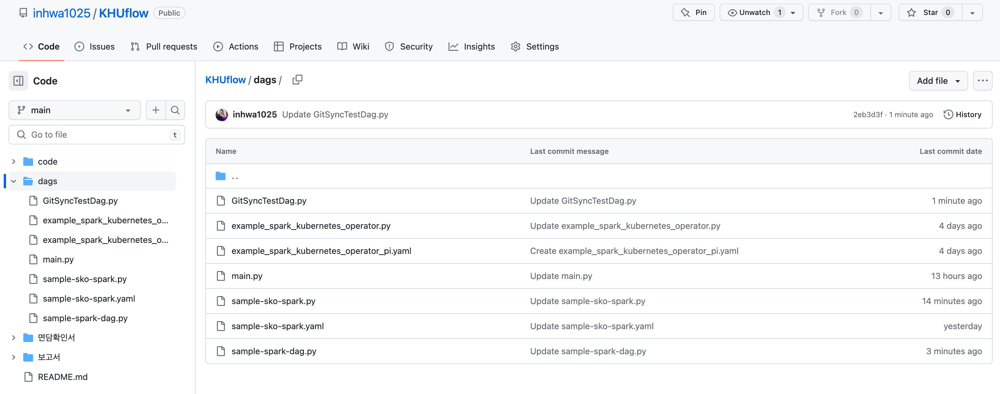 inhwa1025 / KHUflow Public
Pin
Unwatch 1
Fork 0
Star 0
Code
Issues
Pull requests
Actions
Projects
Wiki
Security
Insights
Settings
Code
main
Go to file
t
code
dags
GitSyncTestDag.py
example_spark_kubernetes_o...
example_spark_kubernetes_o...
main.py
sample-sko-spark.py
sample-sko-spark.yaml
sample-spark-dag.py
면담확인서
보고서
README.md
KHUflow / dags /
Add file
inhwa1025 Update GitSyncTestDag.py
2eb3d3f · 1 minute ago
History
Name Last commit message Last commit date
..
GitSyncTestDag.py Update GitSyncTestDag.py 1 minute ago
example_spark_kubernetes_operator.py Update example_spark_kubernetes_operator.py 4 days ago
example_spark_kubernetes_operator_pi.yaml Create example_spark_kubernetes_operator_pi.yaml 4 days ago
main.py Update main.py 13 hours ago
sample-sko-spark.py Update sample-sko-spark.py 14 minutes ago
sample-sko-spark.yaml Update sample-sko-spark.yaml yesterday
sample-spark-dag.py Update sample-spark-dag.py 3 minutes ago